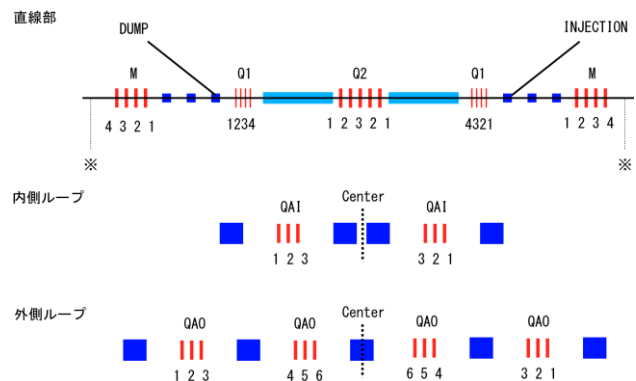 直線部
DUMP
INJECTION
M Q1 Q2 Q1 M
4 3 2 1 1234 1 2 3 2 1 4321 1 2 3 4
※ ※
内側ループ
QAI Center QAI
1 2 3 3 2 1
外側ループ
QAO QAO Center QAO QAO
1 2 3 4 5 6 6 5 4 3 2 1